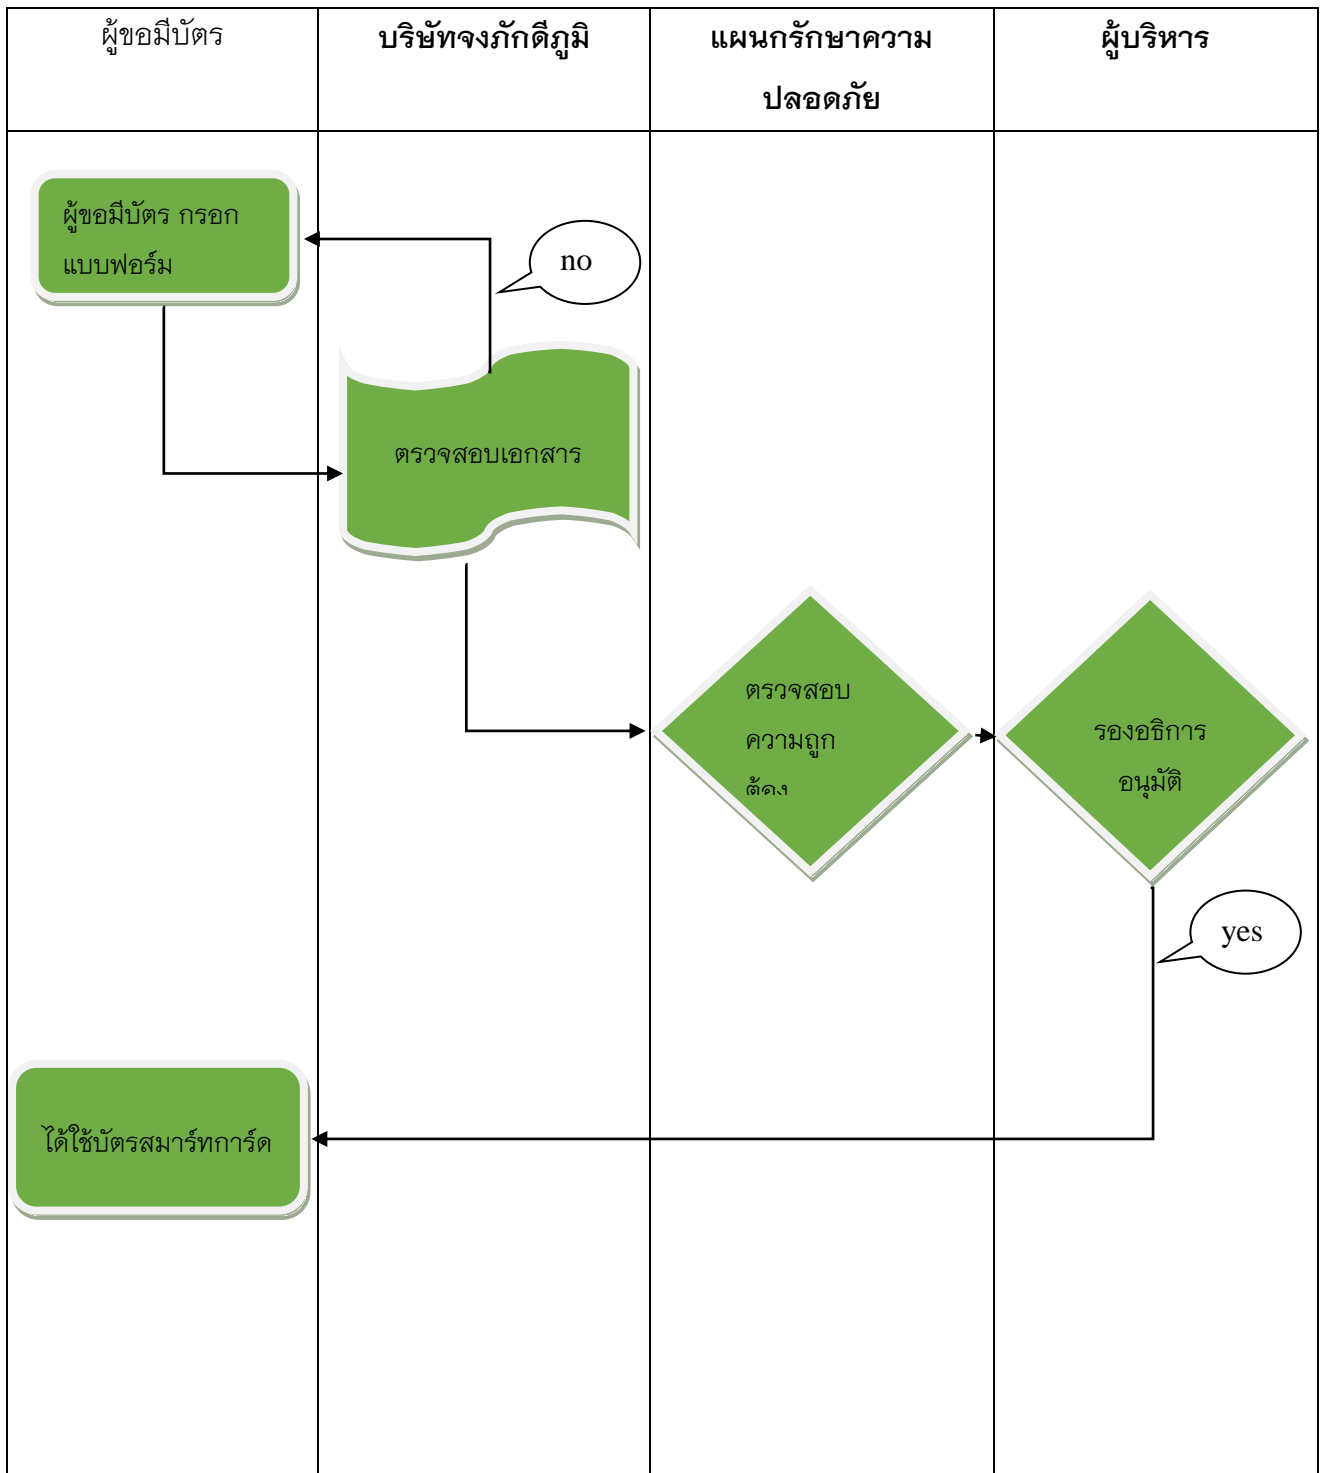 ผู้ขอมีบัตร
บริษัทจงภักดีภูมิ
แผนกรักษาความ
ปลอดภัย
ผู้บริหาร
ผู้ขอมีบัตร กรอก
แบบฟอร์ม
no
ตรวจสอบเอกสาร
ตรวจสอบ
ความถูก
ต้อง
รองอธิการ
อนุมัติ
yes
ได้ใช้บัตรสมาร์ทการ์ด